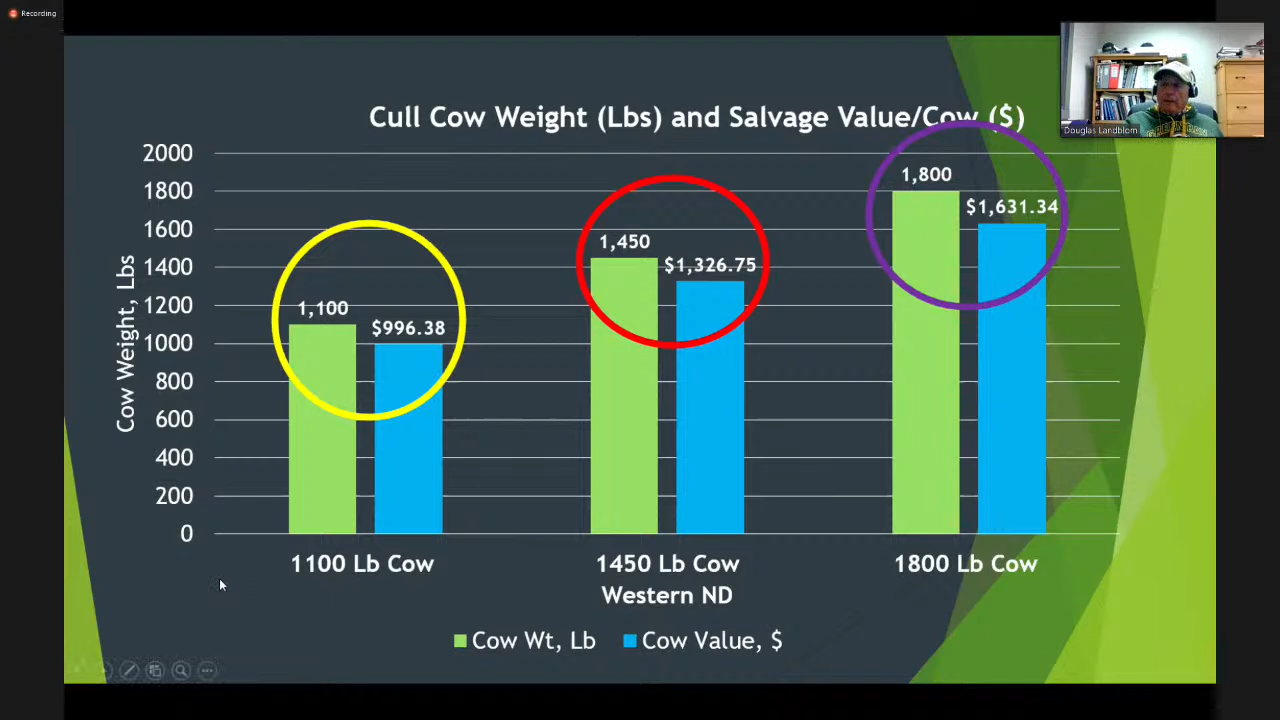 Recording
Douglas Landblom
Cull Cow Weight (Lbs) and Salvage Value/Cow ($)
Cow Weight, Lbs
2000
1800
1600
1400
1200
1000
800
600
400
200
0
1,100
$996.38
1,450
$1,326.75
1,800
$1,631.34
1100 Lb Cow
1450 Lb Cow
1800 Lb Cow
Western ND
Cow Wt, Lb
Cow Value, $